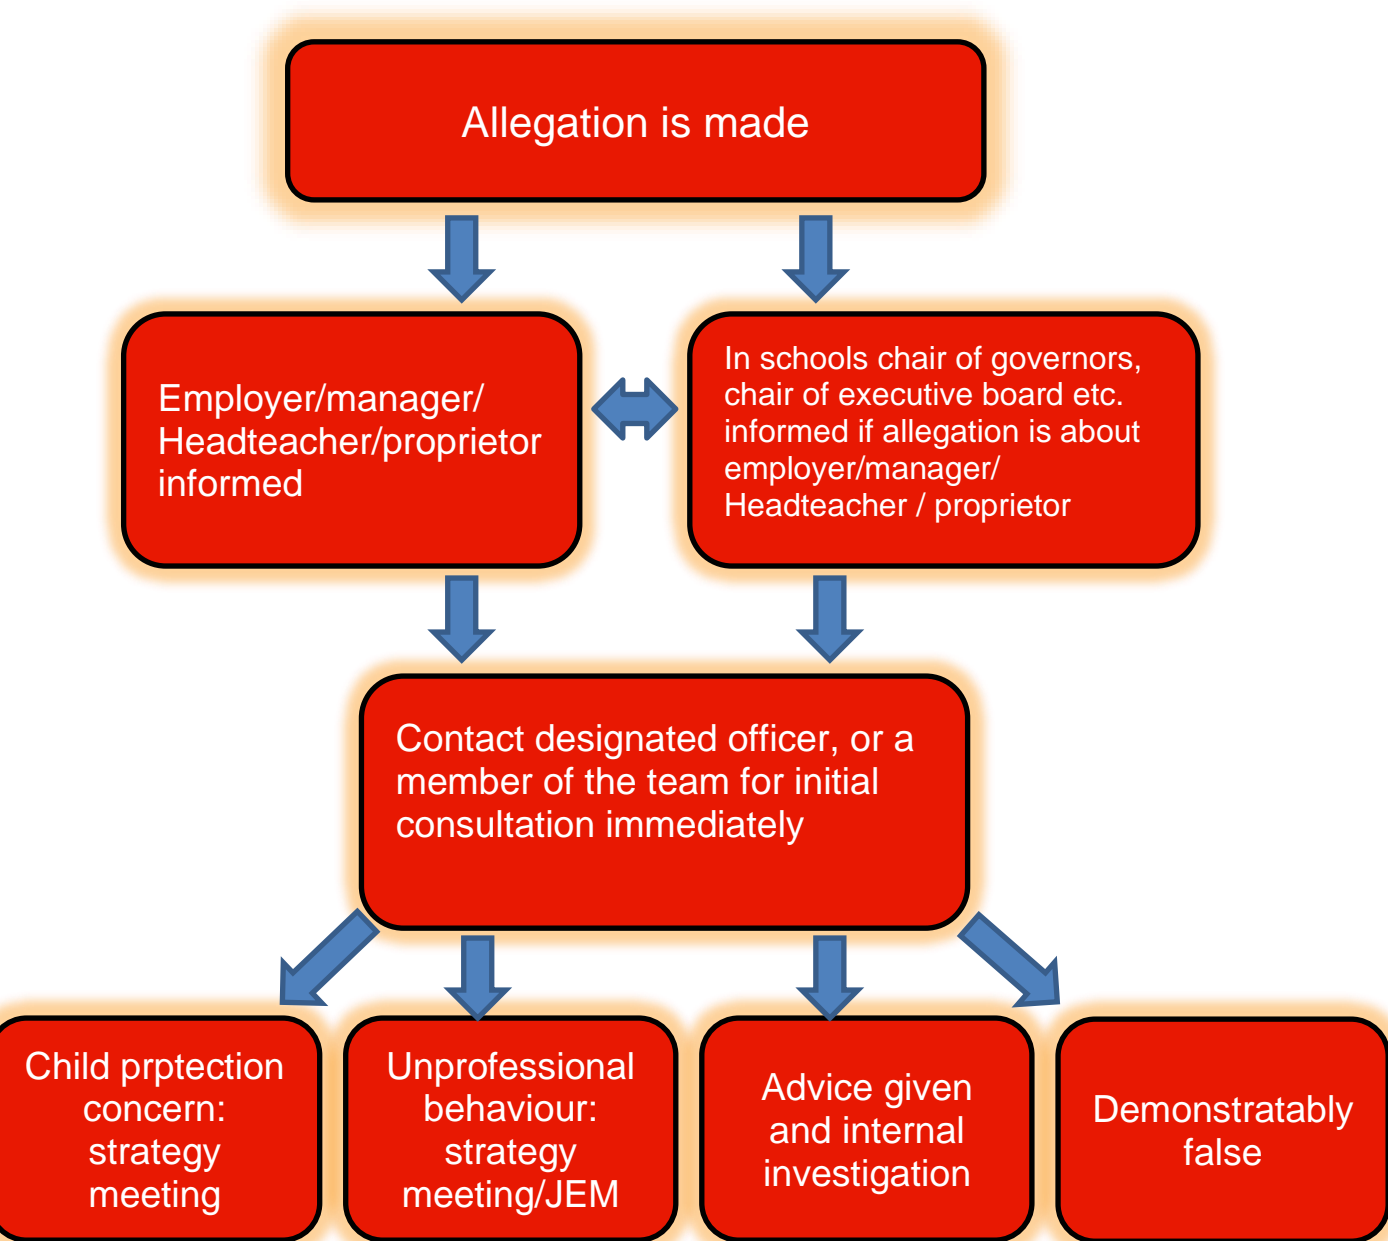 Allegation is made
Employer/manager/
Headteacher/proprietor
informed
In schools chair of governors,
chair of executive board etc.
informed if allegation is about
employer/manager/
Headteacher / proprietor
Contact designated officer, or a
member of the team for initial
consultation immediately
Child prptection
concern:
strategy
meeting
Unprofessional
behaviour:
strategy
meeting/JEM
Advice given
and internal
investigation
Demonstratably
false